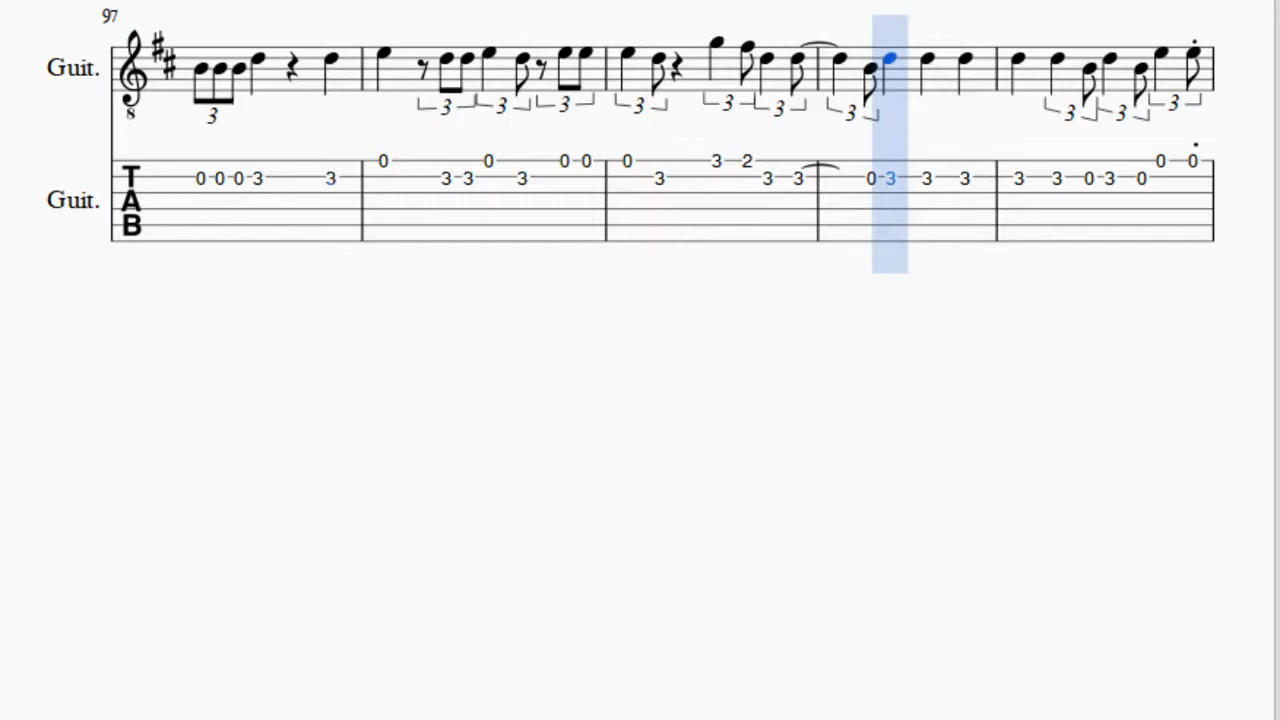 97
Guit.
8
3 3 3 3 3 3 3 3 3 3 3
0 0 0 0 0 3 2 0 0
Guit.
T 0 0 0 3 3 3 3 3 3 3 3 0 3 3 3 3 3 0 3 0
A
B